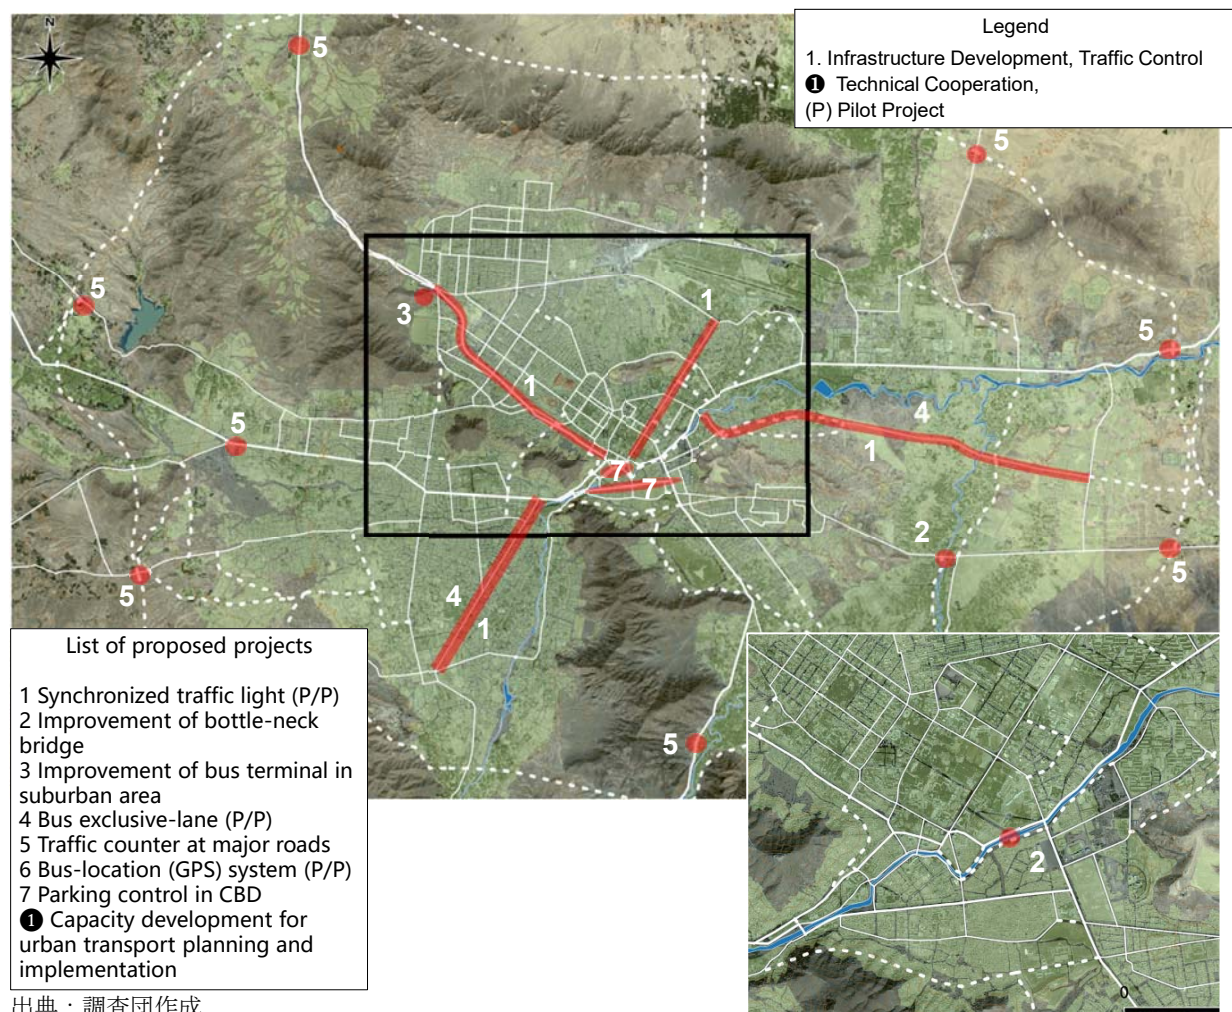 N
Legend
1. Infrastructure Development, Traffic Control
❶ Technical Cooperation,
(P) Pilot Project
5
5
5
3
1
1
5
4
1
5
7
7
2
5
5
4
1
5
2
0
List of proposed projects
1 Synchronized traffic light (P/P)
2 Improvement of bottle-neck
bridge
3 Improvement of bus terminal in
suburban area
4 Bus exclusive-lane (P/P)
5 Traffic counter at major roads
6 Bus-location (GPS) system (P/P)
7 Parking control in CBD
❶ Capacity development for
urban transport planning and
implementation
出典：調査団作成